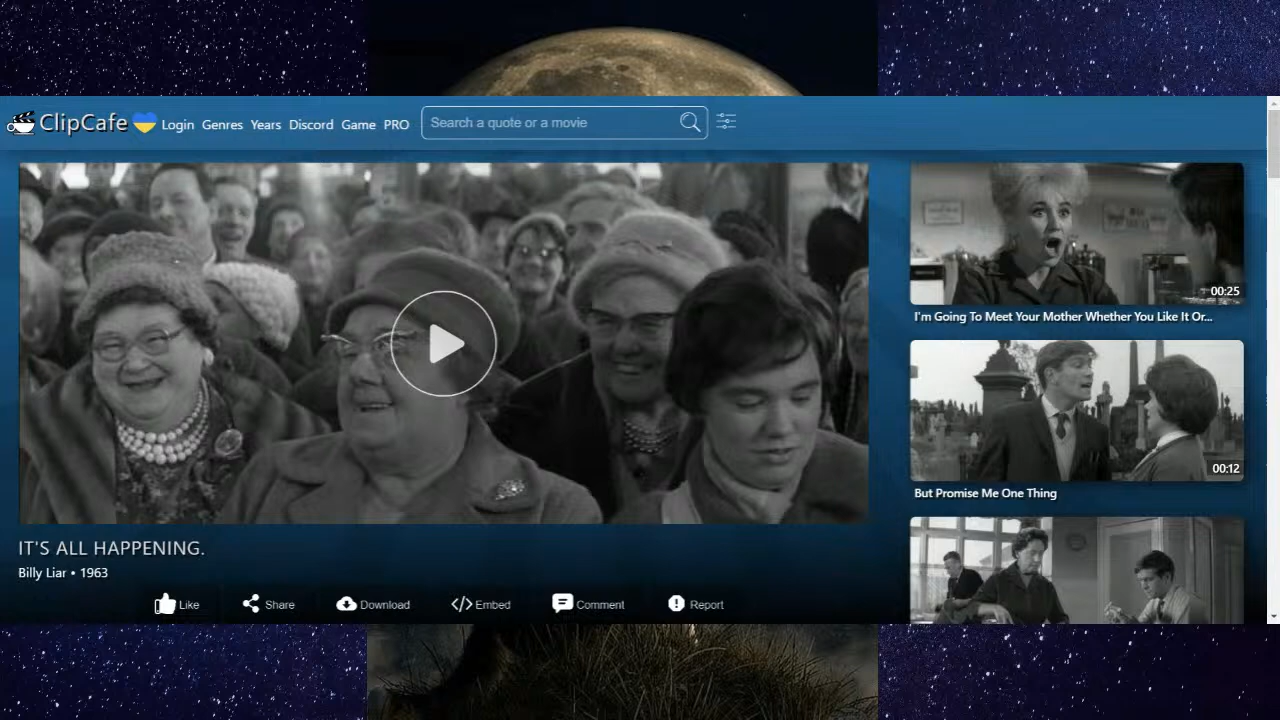 ClipCafe Login Genres Years Discord Game PRO Search a quote or a movie
00:25
I'm Going To Meet Your Mother Whether You Like It Or...
00:12
But Promise Me One Thing
IT'S ALL HAPPENING.
Billy Liar • 1963
Like Share Download Embed Comment Report